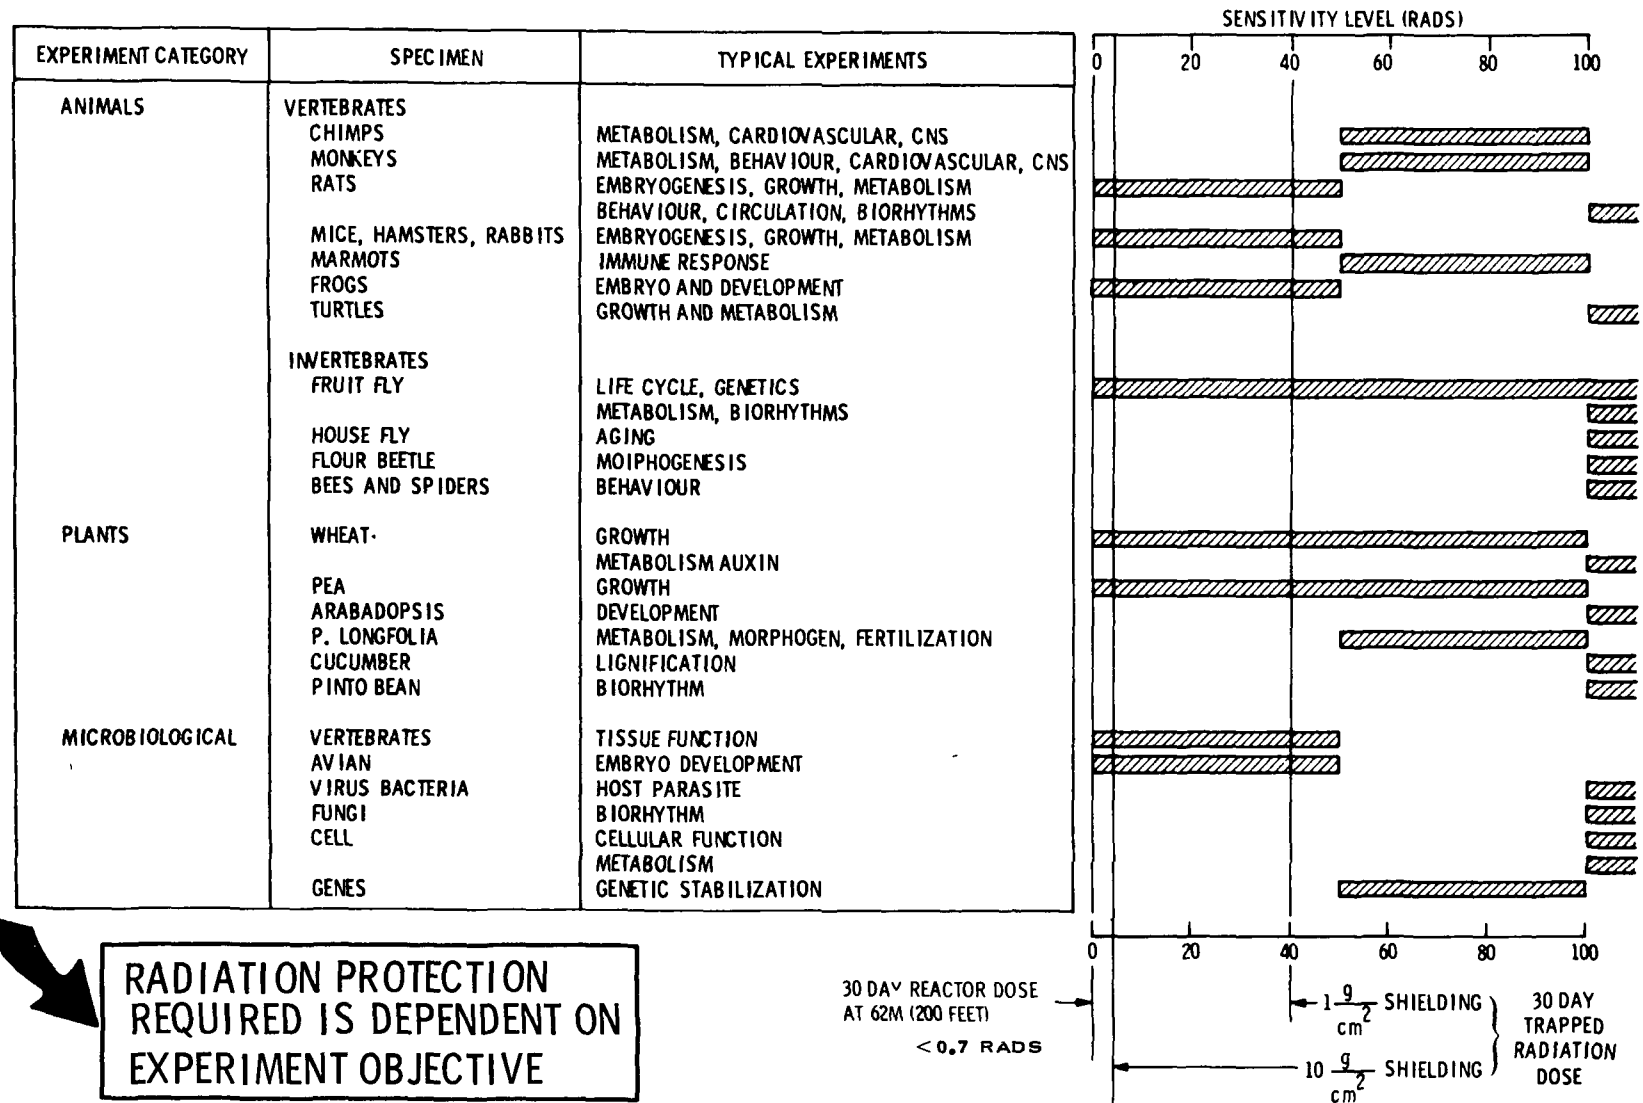 SENSITIVITY LEVEL (RADS)
EXPERIMENT CATEGORY SPECIMEN TYPICAL EXPERIMENTS
0 20 40 60 80 100
ANIMALS VERTEBRATES
CHIMPS METABOLISM, CARDIOVASCULAR, CNS
MONKEYS METABOLISM, BEHAVIOUR, CARDIOVASCULAR, CNS
RATS EMBRYOGENESIS, GROWTH, METABOLISM
BEHAVIOUR, CIRCULATION, BIORHYTHMS
MICE, HAMSTERS, RABBITS EMBRYOGENESIS, GROWTH, METABOLISM
MARMOTS IMMUNE RESPONSE
FROGS EMBRYO AND DEVELOPMENT
TURTLES GROWTH AND METABOLISM
INVERTEBRATES
FRUIT FLY LIFE CYCLE, GENETICS
METABOLISM, BIORHYTHMS
HOUSE FLY AGING
FLOUR BEETLE MOIPHOGENESIS
BEES AND SPIDERS BEHAVIOUR
PLANTS WHEAT. GROWTH
METABOLISM AUXIN
PEA GROWTH
ARABADOPSIS DEVELOPMENT
P. LONGFOLIA METABOLISM, MORPHOGEN, FERTILIZATION
CUCUMBER LIGNIFICATION
PINTO BEAN BIORHYTHM
MICROBIOLOGICAL VERTEBRATES TISSUE FUNCTION
AVIAN EMBRYO DEVELOPMENT
VIRUS BACTERIA HOST PARASITE
FUNGI BIORHYTHM
CELL CELLULAR FUNCTION
METABOLISM
GENES GENETIC STABILIZATION
0 20 40 60 80 100
RADIATION PROTECTION
REQUIRED IS DEPENDENT ON
EXPERIMENT OBJECTIVE
30 DAY REACTOR DOSE
AT 62M (200 FEET)
<0.7 RADS
1 g/cm² SHIELDING
10 g/cm² SHIELDING
30 DAY
TRAPPED
RADIATION
DOSE